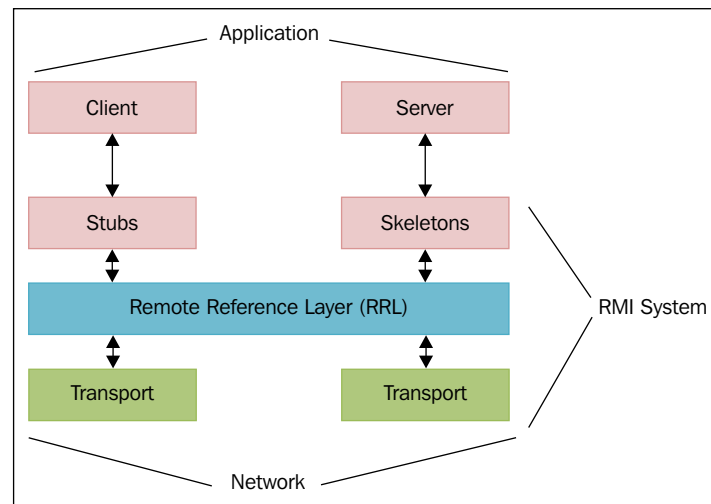 Application
Client
Server
Stubs
Skeletons
Remote Reference Layer (RRL)
RMI System
Transport
Transport
Network